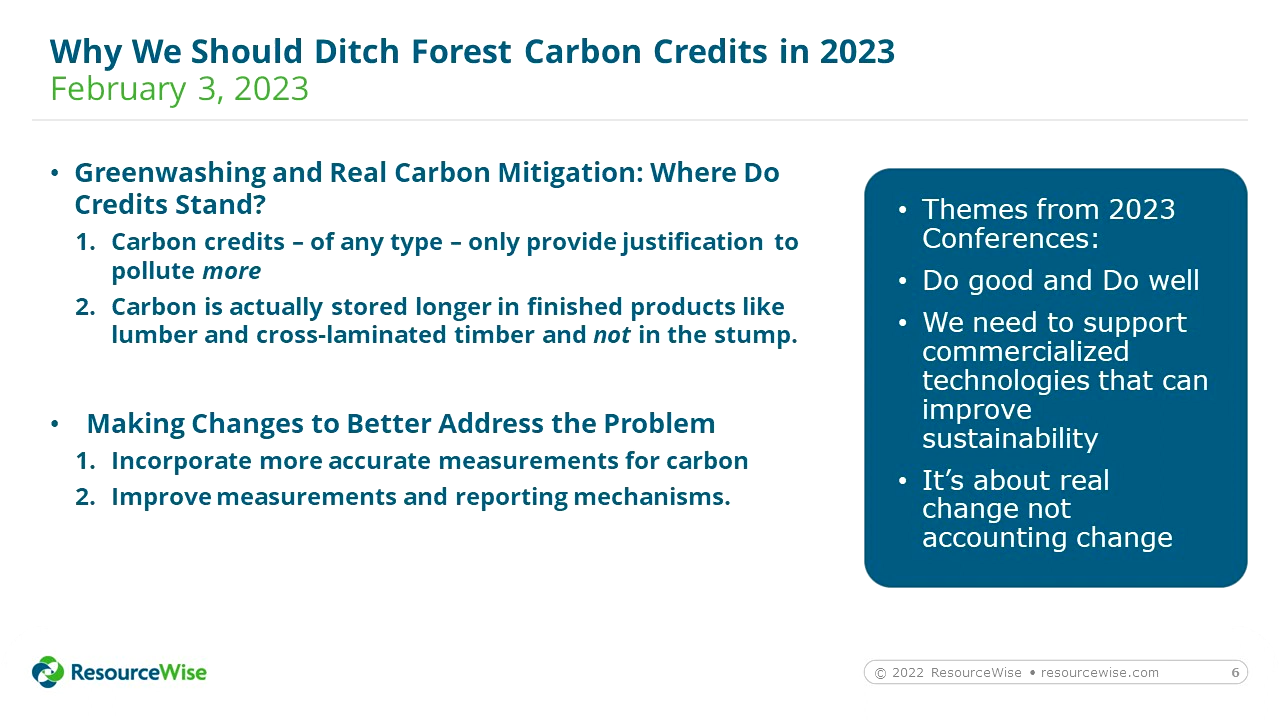 Why We Should Ditch Forest Carbon Credits in 2023
February 3, 2023
• Greenwashing and Real Carbon Mitigation: Where Do
Credits Stand?
1. Carbon credits – of any type – only provide justification to
pollute more
2. Carbon is actually stored longer in finished products like
lumber and cross-laminated timber and not in the stump.
• Making Changes to Better Address the Problem
1. Incorporate more accurate measurements for carbon
2. Improve measurements and reporting mechanisms.
• Themes from 2023
Conferences:
• Do good and Do well
• We need to support
commercialized
technologies that can
improve
sustainability
• It’s about real
change not
accounting change
ResourceWise
© 2022 ResourceWise • resourcewise.com 6